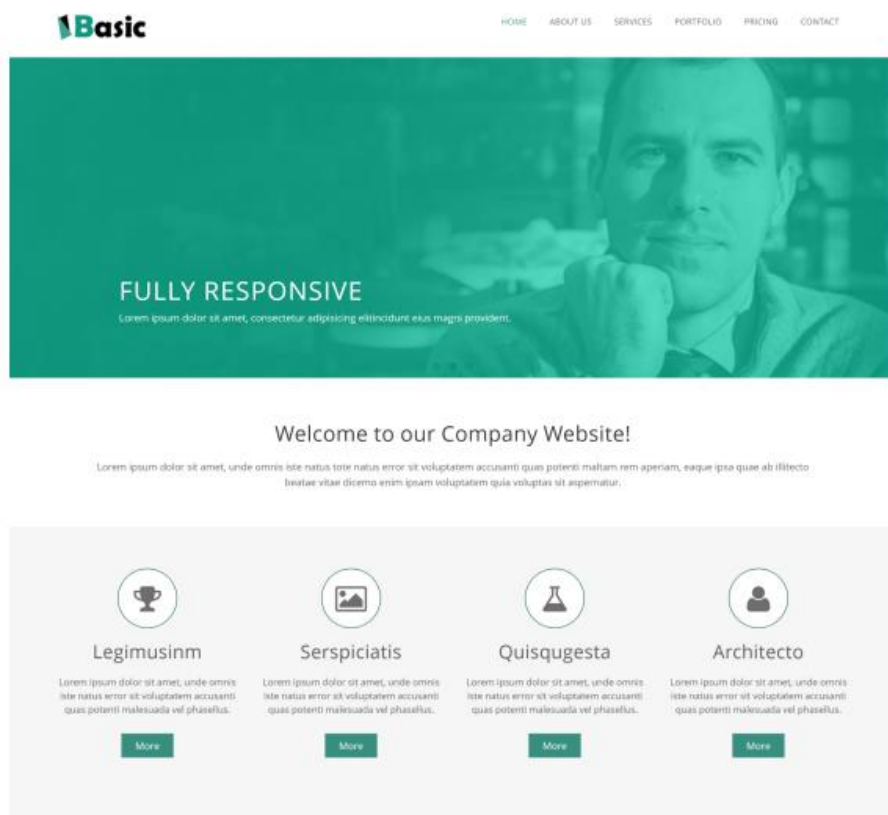 Basic
HOME ABOUT US SERVICES PORTFOLIO PRICING CONTACT
FULLY RESPONSIVE
Lorem ipsum dolor sit amet, consectetur adipisicing elitincidunt eius magni provident.
Welcome to our Company Website!
Lorem ipsum dolor sit amet, unde omnis iste natus tote natus error sit voluptatem accusanti quas potenti maltam rem aperiam, eaque ipsa quae ab illitecto
beatae vitae dicemo enim ipsam voluptatem quia voluptas sit aspernatur.
Legimusinm
Lorem ipsum dolor sit amet, unde omnis
iste natus error sit voluptatem accusanti
quas potenti malesuada vel phasellus.
More
Serspiciatis
Lorem ipsum dolor sit amet, unde omnis
iste natus error sit voluptatem accusanti
quas potenti malesuada vel phasellus.
More
Quisqugesta
Lorem ipsum dolor sit amet, unde omnis
iste natus error sit voluptatem accusanti
quas potenti malesuada vel phasellus.
More
Architecto
Lorem ipsum dolor sit amet, unde omnis
iste natus error sit voluptatem accusanti
quas potenti malesuada vel phasellus.
More